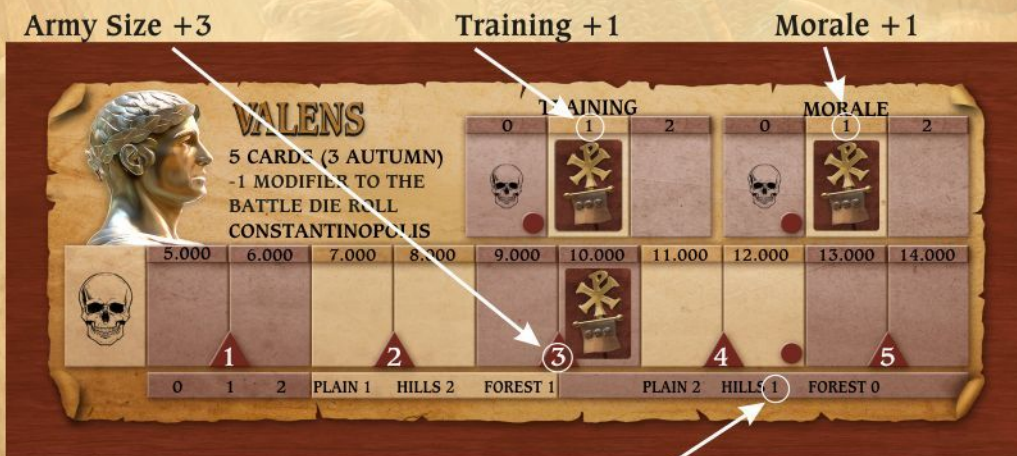 Army Size +3 Training +1 Morale +1
VALENS
5 CARDS (3 AUTUMN)
-1 MODIFIER TO THE
BATTLE DIE ROLL
CONSTANTINOPOLIS
TRAINING
0 1 2
MORALE
0 1 2
5.000 6.000 7.000 8.000 9.000 10.000 11.000 12.000 13.000 14.000
1 2 3 4 5
0 1 2 PLAIN 1 HILLS 2 FOREST 1 PLAIN 2 HILLS 1 FOREST 0